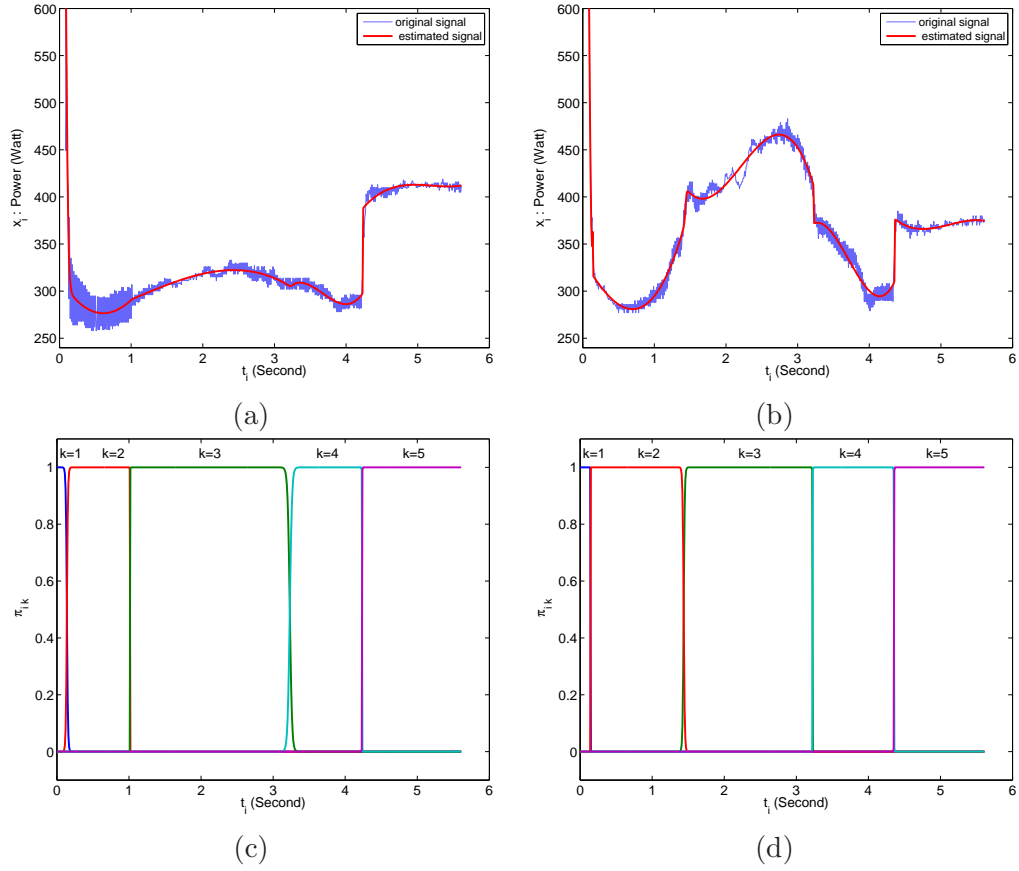 600
550
500
450
400
350
300
250
x_i : Power (Watt)
0 1 2 3 4 5 6
t_i (Second)
original signal
estimated signal
(a)
600
550
500
450
400
350
300
250
x_i : Power (Watt)
0 1 2 3 4 5 6
t_i (Second)
original signal
estimated signal
(b)
k=1 k=2 k=3 k=4 k=5
1
0.8
0.6
0.4
0.2
0
π_{ik}
0 1 2 3 4 5 6
t_i (Second)
(c)
k=1 k=2 k=3 k=4 k=5
1
0.8
0.6
0.4
0.2
0
π_{ik}
0 1 2 3 4 5 6
t_i (Second)
(d)